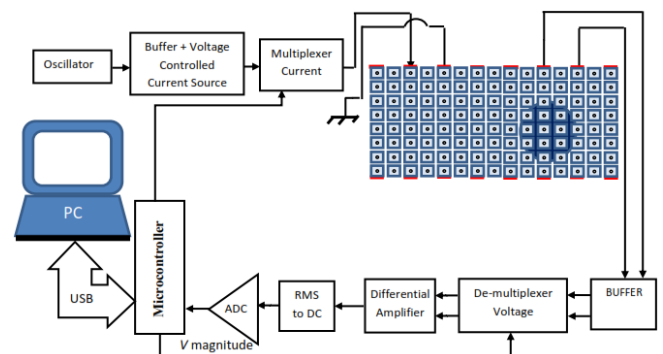 Oscillator
Buffer + Voltage
Controlled
Current Source
Multiplexer
Current
PC
USB
Microcontroller
ADC
V magnitude
RMS
to DC
Differential
Amplifier
De-multiplexer
Voltage
BUFFER